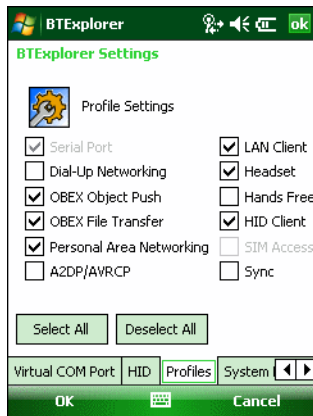 BTExplorer ok
BTExplorer Settings
Profile Settings
Serial Port LAN Client
Dial-Up Networking Headset
OBEX Object Push Hands Free
OBEX File Transfer HID Client
Personal Area Networking SIM Access
A2DP/AVRCP Sync
Select All Deselect All
Virtual COM Port HID Profiles System
OK Cancel